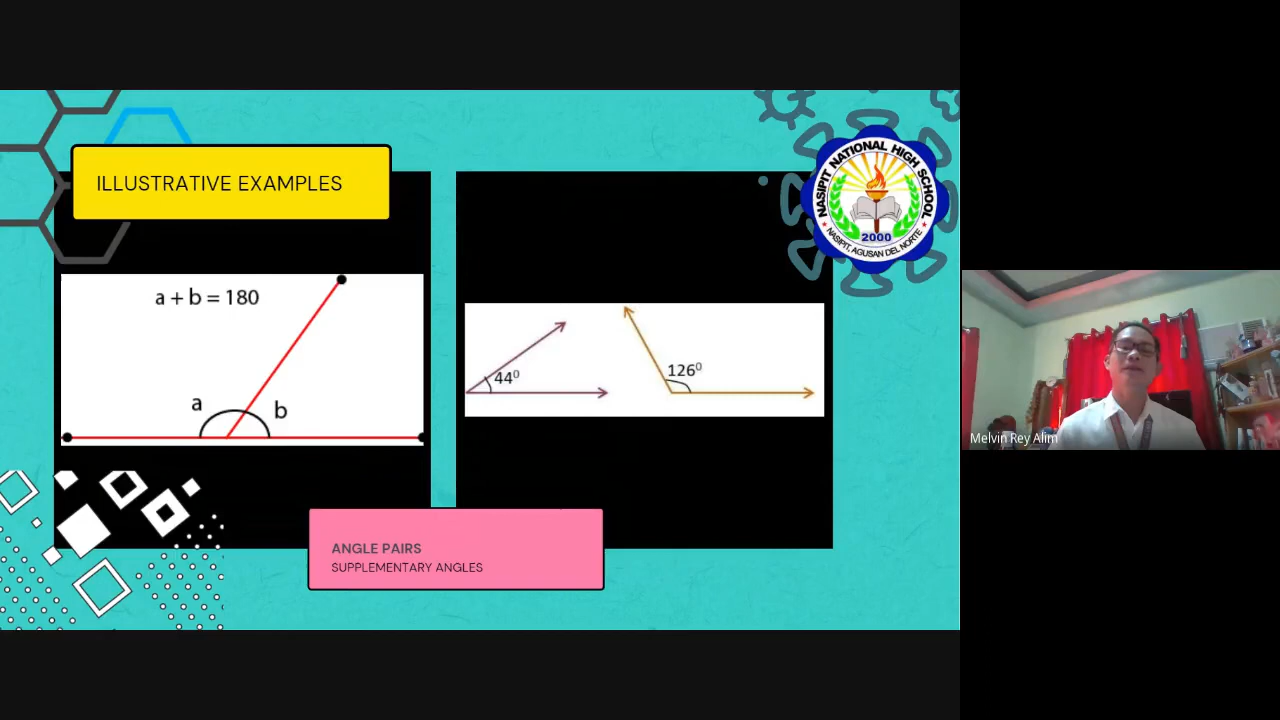 ILLUSTRATIVE EXAMPLES
NASIPIT NATIONAL HIGH SCHOOL
2000
NASIPIT, AGUSAN DEL NORTE
a + b = 180
a
b
44⁰
126⁰
ANGLE PAIRS
SUPPLEMENTARY ANGLES
Melvin Rey Alim